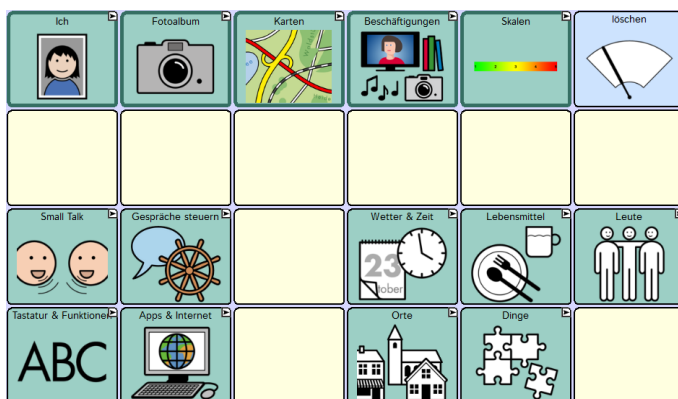 Ich
Fotoalbum
Karten
Beschäftigungen
Skalen
löschen
Small Talk
Gespräche steuern
Wetter & Zeit
23
tober
Lebensmittel
Leute
Tastatur & Funktionen
ABC
Apps & Internet
Orte
Dinge